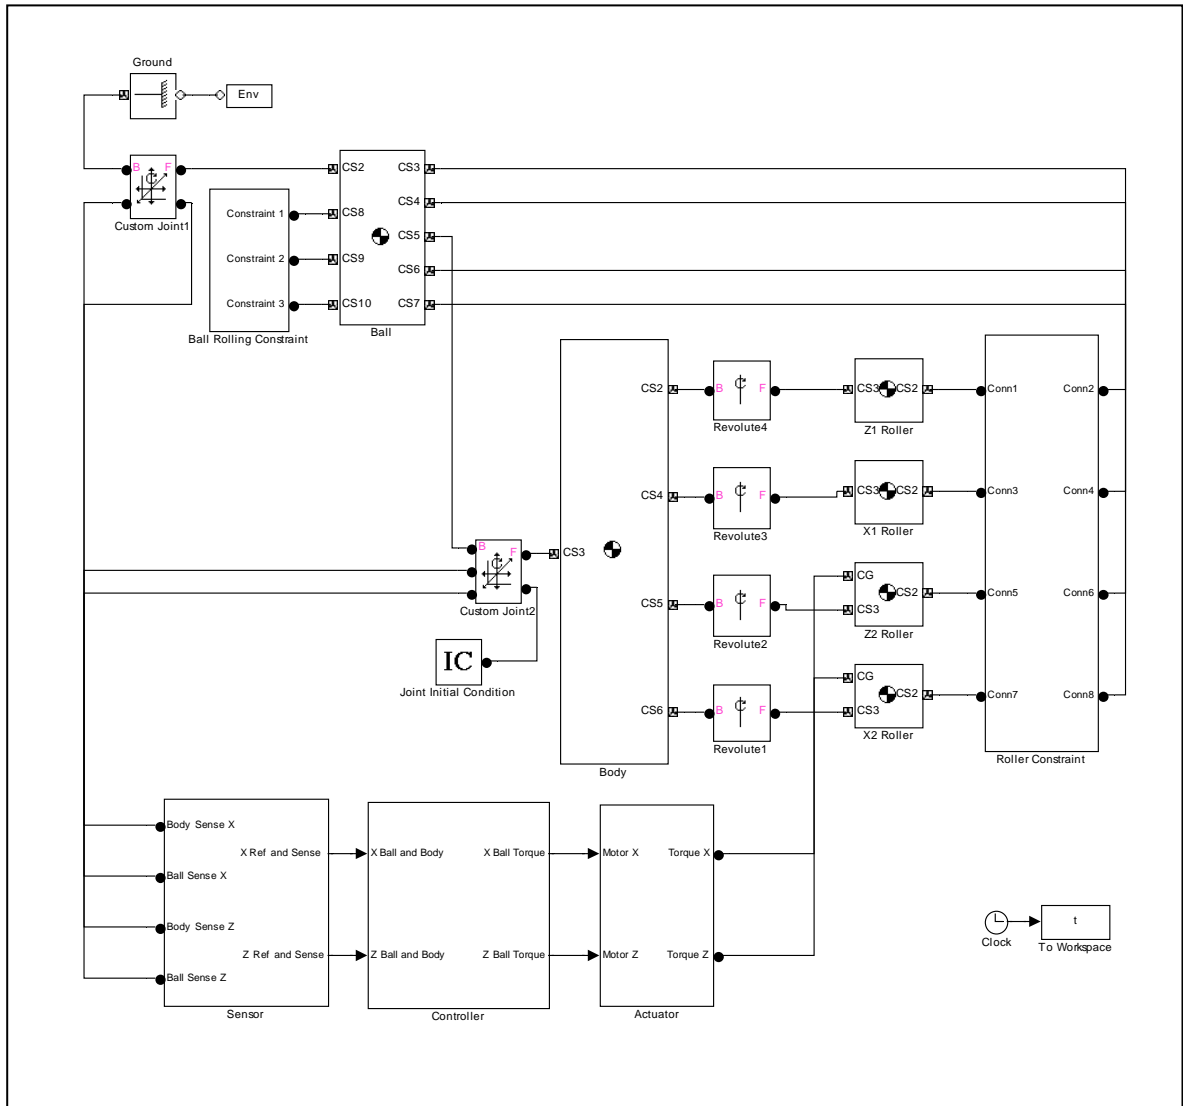 Ground
Env
B F
Custom Joint1
Constraint 1
Constraint 2
Constraint 3
Ball Rolling Constraint
CS2 CS3
CS8 CS4
CS5
CS9 CS6
CS10 CS7
Ball
CS2
CS4
CS3
CS5
CS6
Body
B F
Custom Joint2
IC
Joint Initial Condition
B F
Revolute4
B F
Revolute3
B F
Revolute2
B F
Revolute1
CS3 CS2
Z1 Roller
CS3 CS2
X1 Roller
CG
CS2
CS3
Z2 Roller
CG
CS2
CS3
X2 Roller
Conn1 Conn2
Conn3 Conn4
Conn5 Conn6
Conn7 Conn8
Roller Constraint
Body Sense X
X Ref and Sense
Ball Sense X
Body Sense Z
Z Ref and Sense
Ball Sense Z
Sensor
X Ball and Body X Ball Torque
Z Ball and Body Z Ball Torque
Controller
Motor X Torque X
Motor Z Torque Z
Actuator
Clock
t
To Workspace